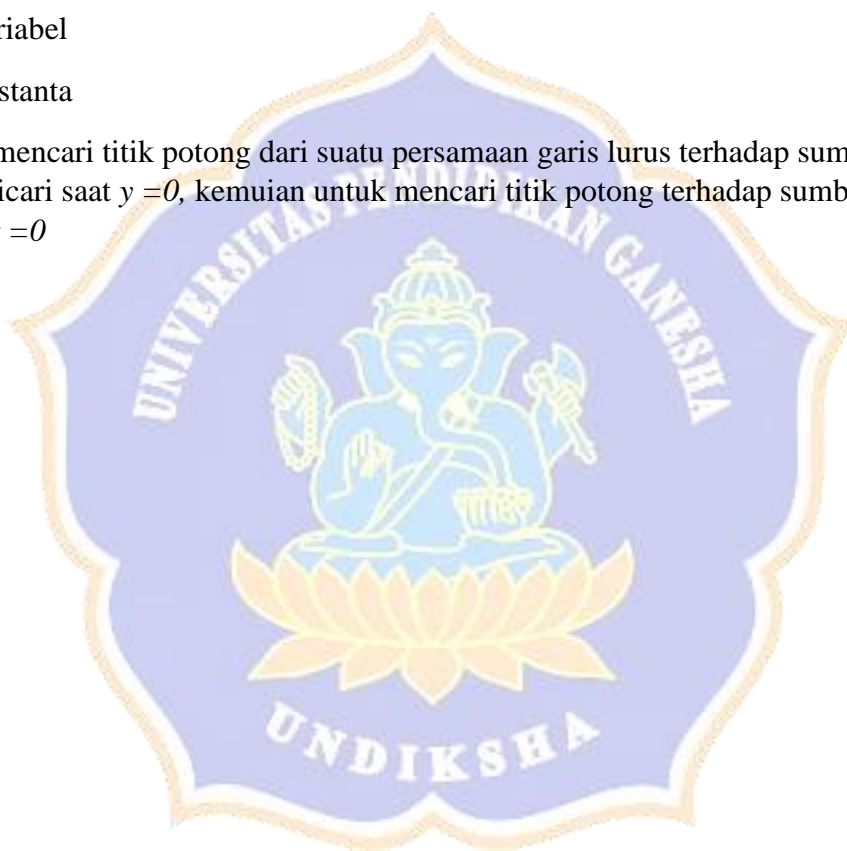 riabel
stanta
mencari titik potong dari suatu persamaan garis lurus terhadap sum
icari saat y =0, kemuian untuk mencari titik potong terhadap sumb
=0
UNIVERSITAS PENDIDIKAN GANESHA
UNDIKSHA